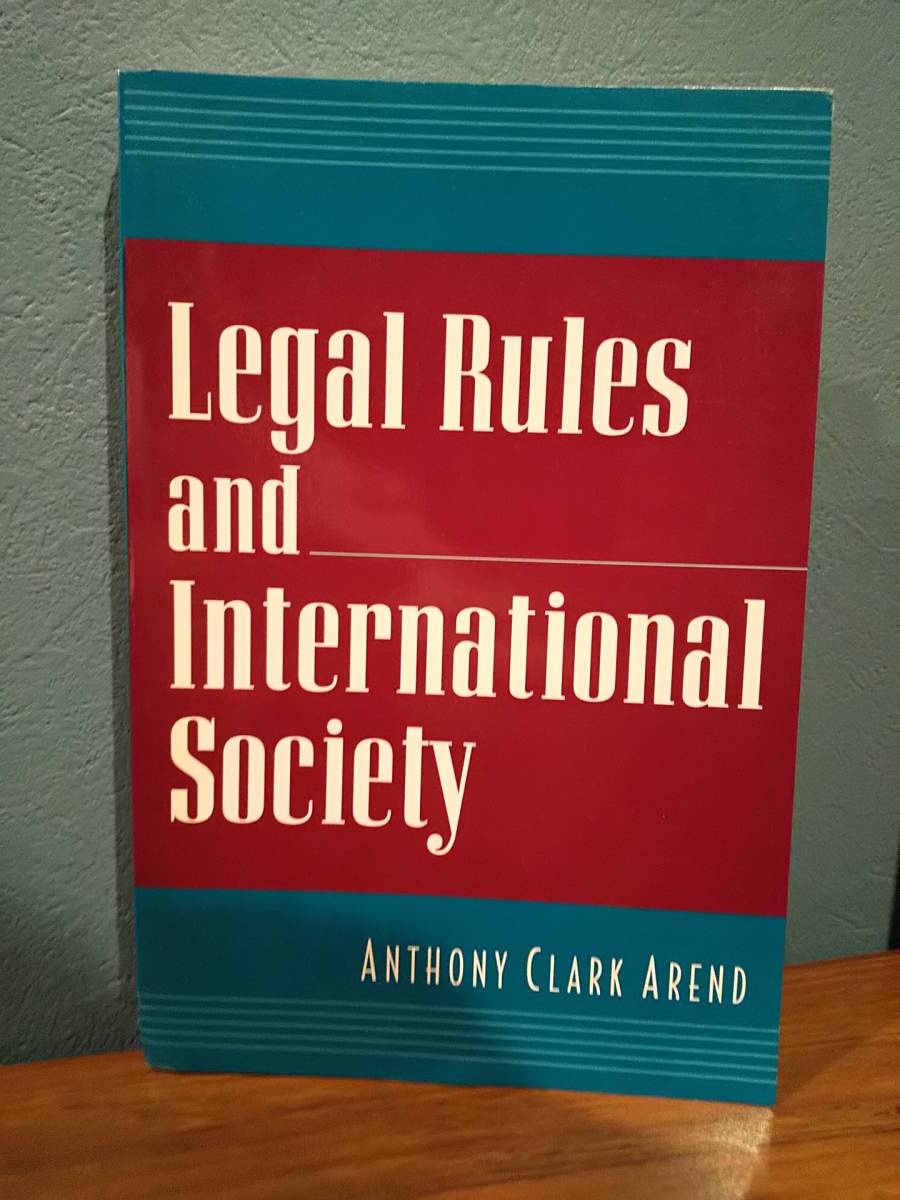 Legal Rules
and
International
Society
ANTHONY CLARK AREND